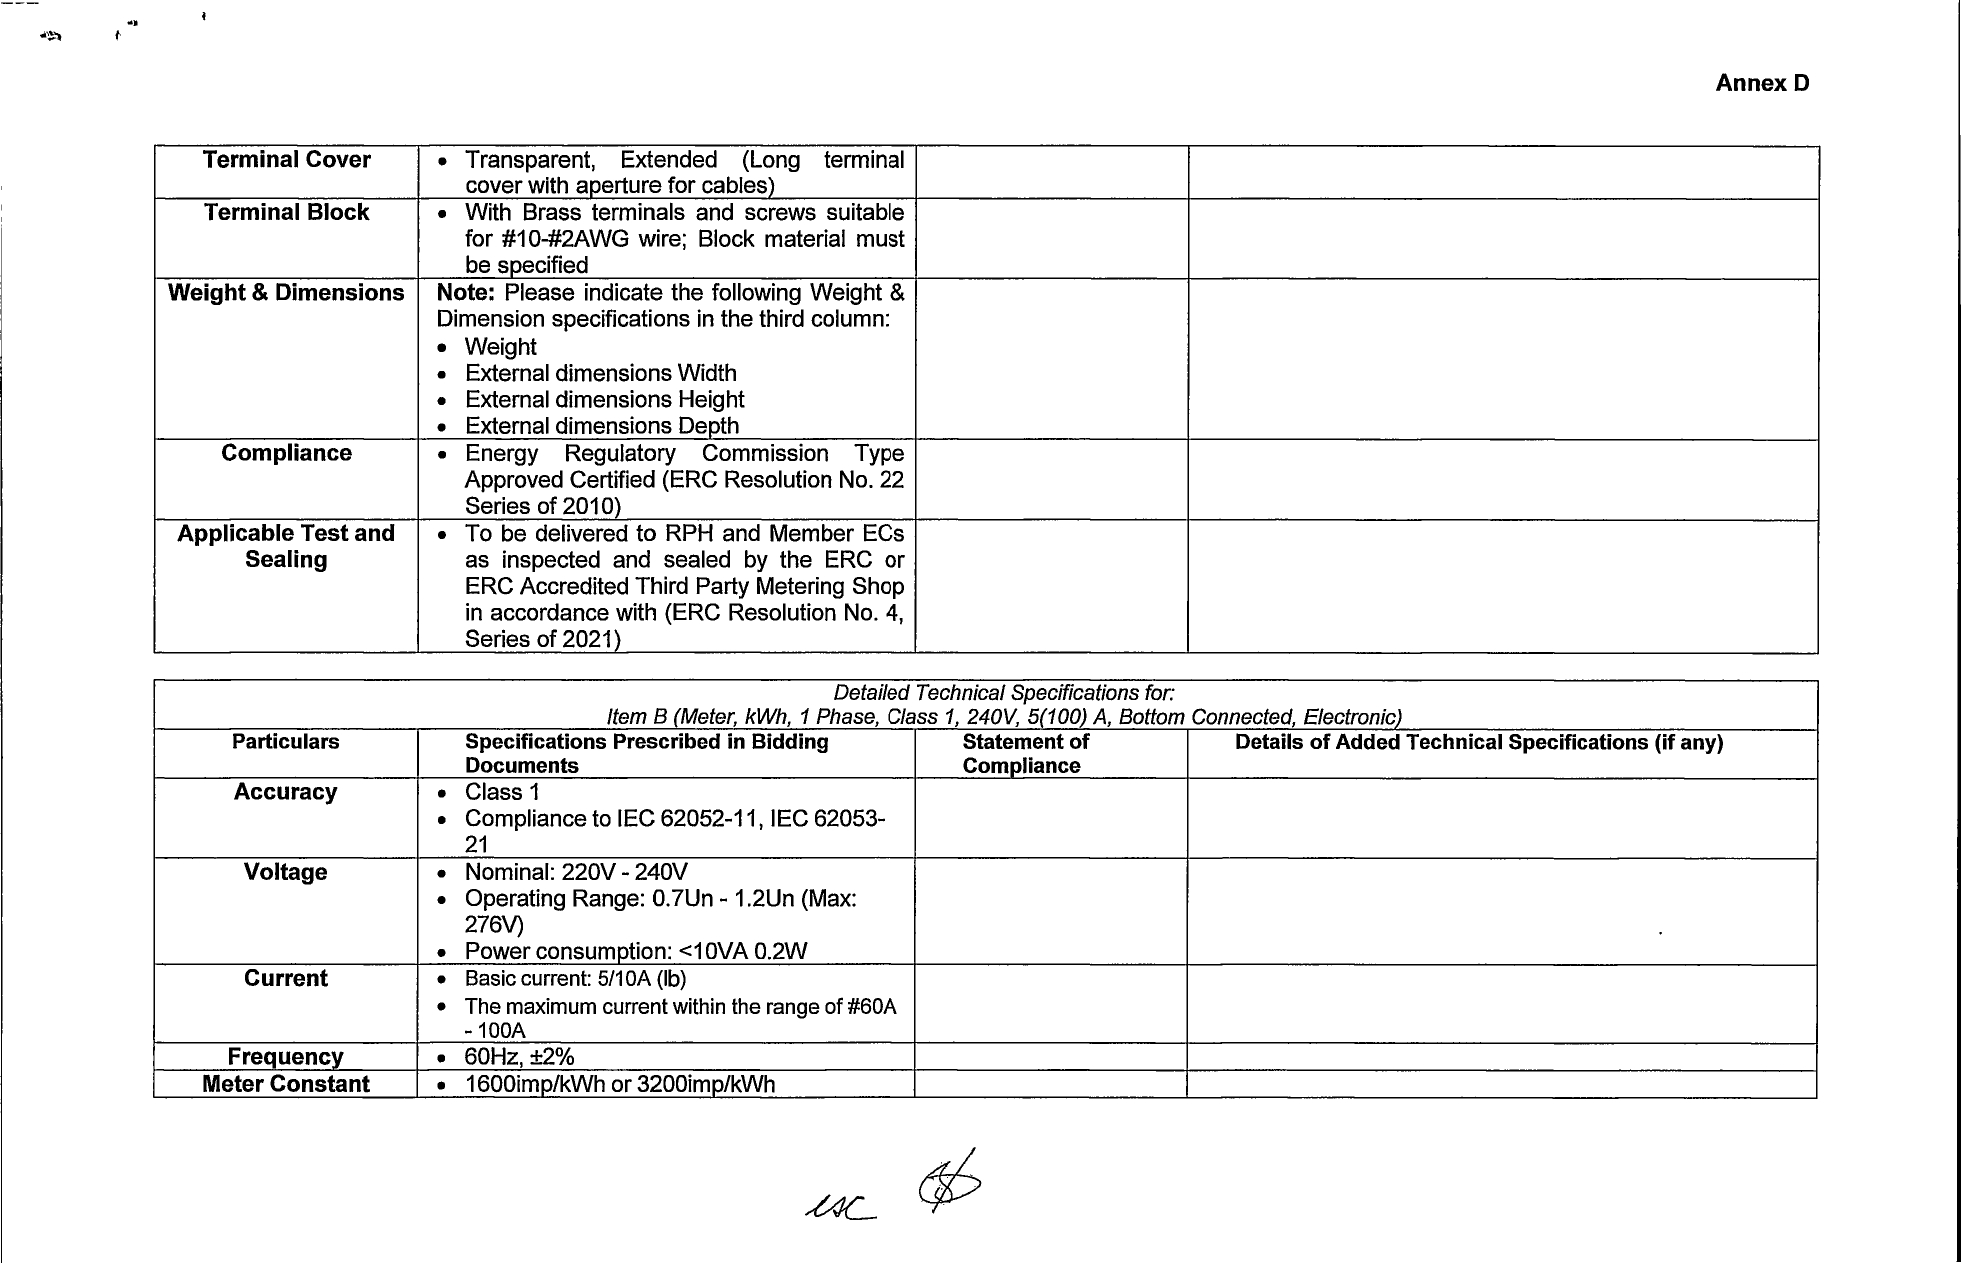 Annex D
Terminal Cover
• Transparent, Extended (Long terminal
cover with aperture for cables)
Terminal Block
• With Brass terminals and screws suitable
for #10-#2AWG wire; Block material must
be specified
Weight & Dimensions
Note: Please indicate the following Weight &
Dimension specifications in the third column:
• Weight
• External dimensions Width
• External dimensions Height
• External dimensions Depth
Compliance
• Energy Regulatory Commission Type
Approved Certified (ERC Resolution No. 22
Series of 2010)
Applicable Test and
Sealing
• To be delivered to RPH and Member ECs
as inspected and sealed by the ERC or
ERC Accredited Third Party Metering Shop
in accordance with (ERC Resolution No. 4,
Series of 2021)
Detailed Technical Specifications for:
Item B (Meter, kWh, 1 Phase, Class 1, 240V, 5(100) A, Bottom Connected, Electronic)
Particulars
Specifications Prescribed in Bidding
Documents
Statement of
Compliance
Details of Added Technical Specifications (if any)
Accuracy
• Class 1
• Compliance to IEC 62052-11, IEC 62053-
21
Voltage
• Nominal: 220V - 240V
• Operating Range: 0.7Un - 1.2Un (Max:
276V)
• Power consumption: <10VA 0.2W
Current
• Basic current: 5/10A (lb)
• The maximum current within the range of #60A
- 100A
Frequency
• 60Hz, ±2%
Meter Constant
• 1600imp/kWh or 3200imp/kWh